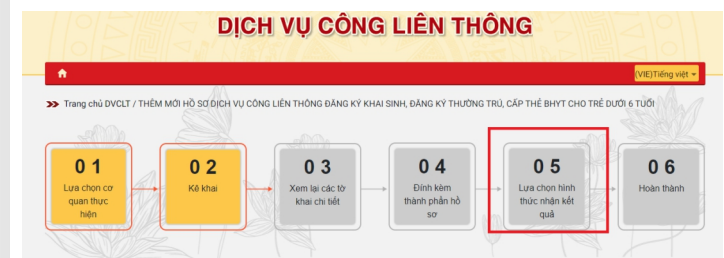 DỊCH VỤ CÔNG LIÊN THÔNG
(VIE)Tiếng việt
Trang chủ DVCLT / THÊM MỚI HỒ SƠ DỊCH VỤ CÔNG LIÊN THÔNG ĐĂNG KÝ KHAI SINH, ĐĂNG KÝ THƯỜNG TRÚ, CẤP THẺ BHYT CHO TRẺ DƯỚI 6 TUỔI
0 1
Lựa chọn cơ
quan thực
hiện
0 2
Kê khai
0 3
Xem lại các tờ
khai chi tiết
0 4
Đính kèm
thành phần hồ
sơ
0 5
Lựa chọn hình
thức nhận kết
quả
0 6
Hoàn thành